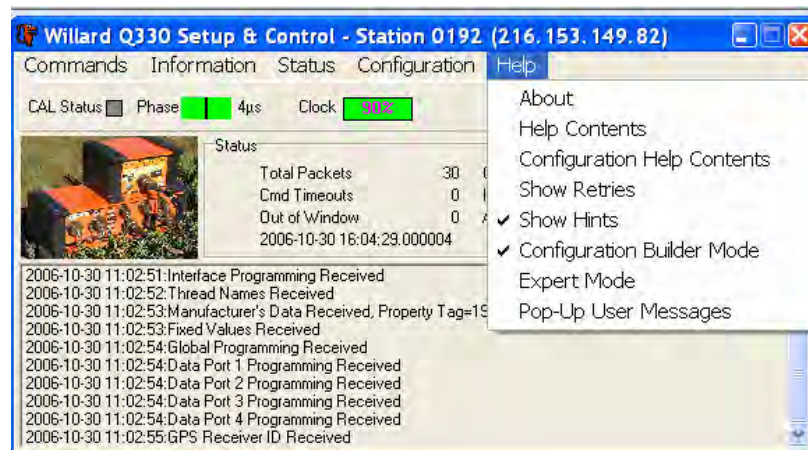 Willard Q330 Setup & Control - Station 0192 (216.153.149.82)
Commands Information Status Configuration Help
CAL Status Phase 4µs Clock 98%
About
Help Contents
Configuration Help Contents
Show Retries
Show Hints
Configuration Builder Mode
Expert Mode
Pop-Up User Messages
Status
Total Packets 30
Cmd Timeouts 0
Out of Window 0
2006-10-30 16:04:29.000004
2006-10-30 11:02:51:Interface Programming Received
2006-10-30 11:02:52:Thread Names Received
2006-10-30 11:02:53:Manufacturer's Data Received, Property Tag=19
2006-10-30 11:02:53:Fixed Values Received
2006-10-30 11:02:54:Global Programming Received
2006-10-30 11:02:54:Data Port 1 Programming Received
2006-10-30 11:02:54:Data Port 2 Programming Received
2006-10-30 11:02:54:Data Port 3 Programming Received
2006-10-30 11:02:54:Data Port 4 Programming Received
2006-10-30 11:02:55:GPS Receiver ID Received